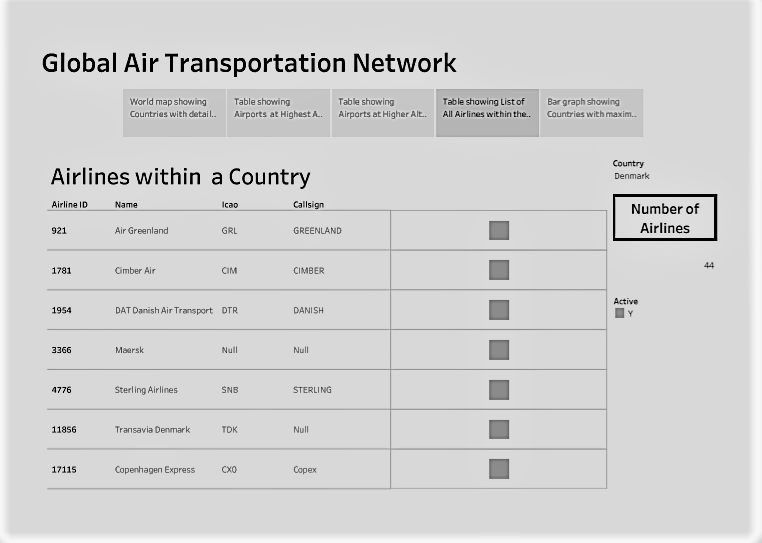 Global Air Transportation Network
World map showing
Countries with detail..
Table showing
Airports at Highest A..
Table showing
Airports at Higher Alt..
Table showing List of
All Airlines within the..
Bar graph showing
Countries with maxim..
Airlines within a Country
Airline ID Name Icao Callsign
921 Air Greenland GRL GREENLAND
1781 Cimber Air CIM CIMBER
1954 DAT Danish Air Transport DTR DANISH
3366 Maersk Null Null
4776 Sterling Airlines SNB STERLING
11856 Transavia Denmark TDK Null
17115 Copenhagen Express CX0 Copex
Country
Denmark
Number of
Airlines
44
Active
Y